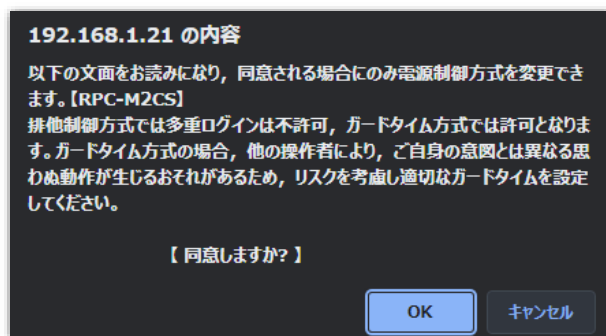 192.168.1.21 の内容
以下の文面をお読みになり，同意される場合にのみ電源制御方式を変更でき
ます。【RPC-M2CS】
排他制御方式では多重ログインは不許可，ガードタイム方式では許可となりま
す。ガードタイム方式の場合，他の操作者により，ご自身の意図とは異なる思
わぬ動作が生じるおそれがあるため，リスクを考慮し適切なガードタイムを設定
してください。
【 同意しますか? 】
OK
キャンセル